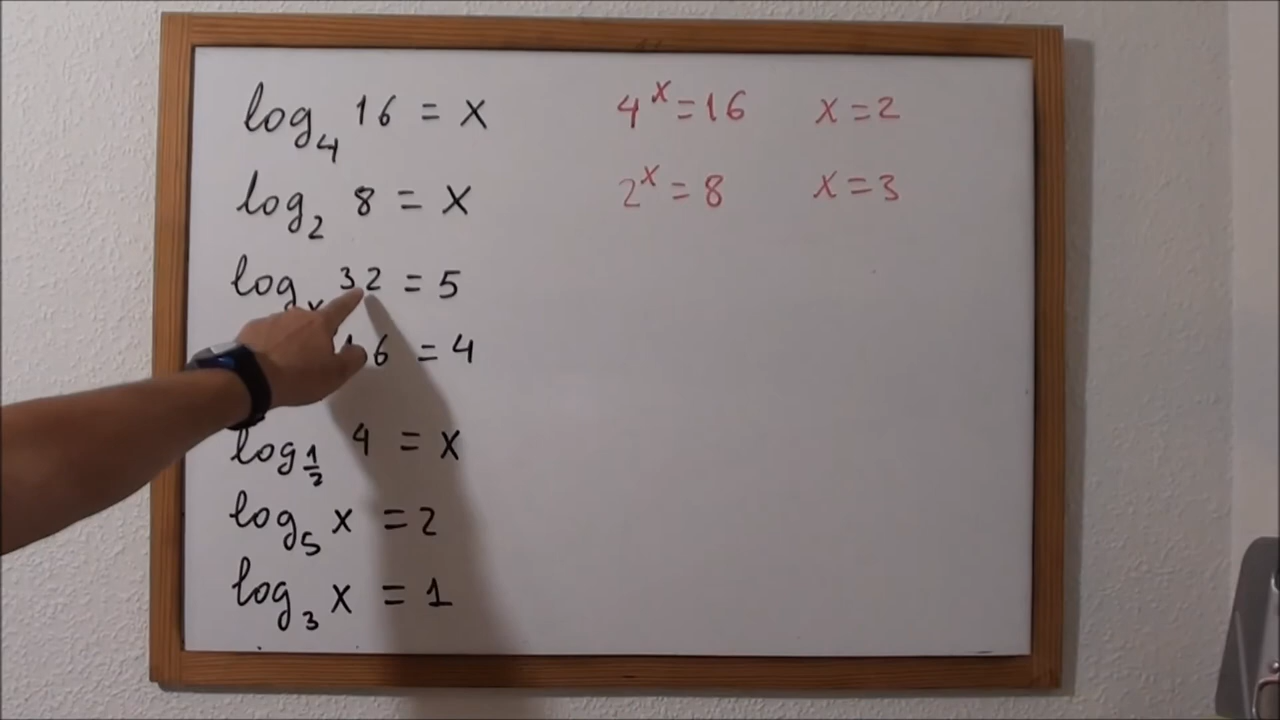 log₄ 16 = x 4ˣ = 16 x = 2
log₂ 8 = x 2ˣ = 8 x = 3
logₓ 32 = 5
16 = 4
log½ 4 = x
log₅ x = 2
log₃ x = 1